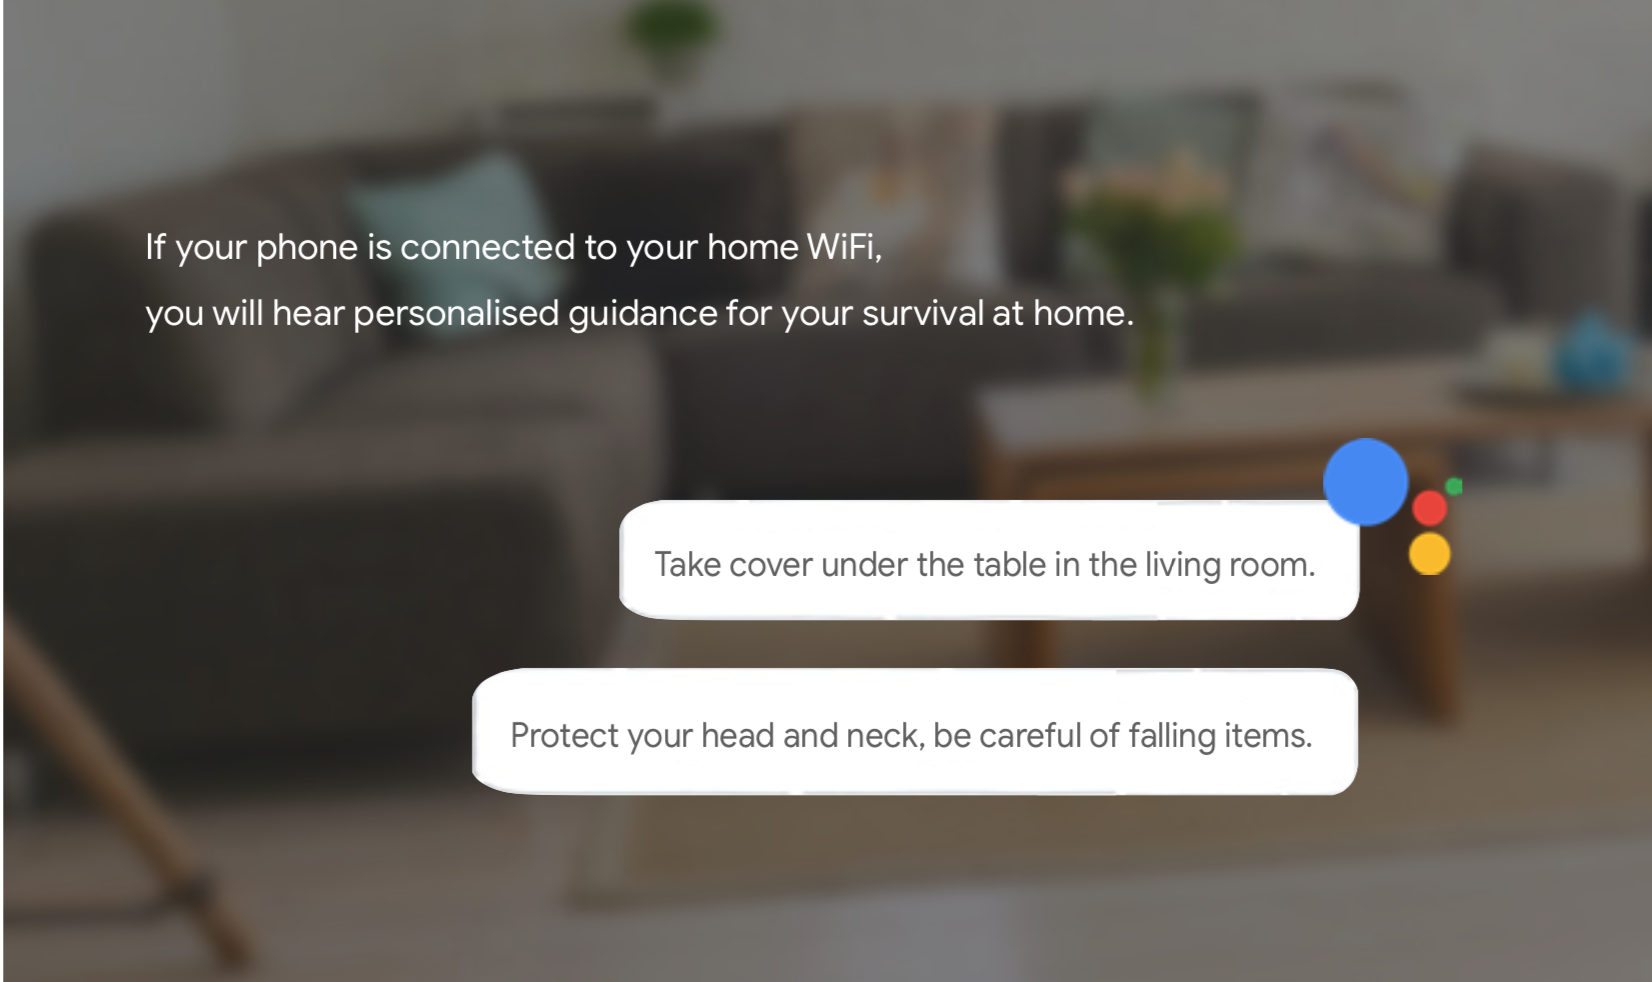 If your phone is connected to your home WiFi,
you will hear personalised guidance for your survival at home.
Take cover under the table in the living room.
Protect your head and neck, be careful of falling items.